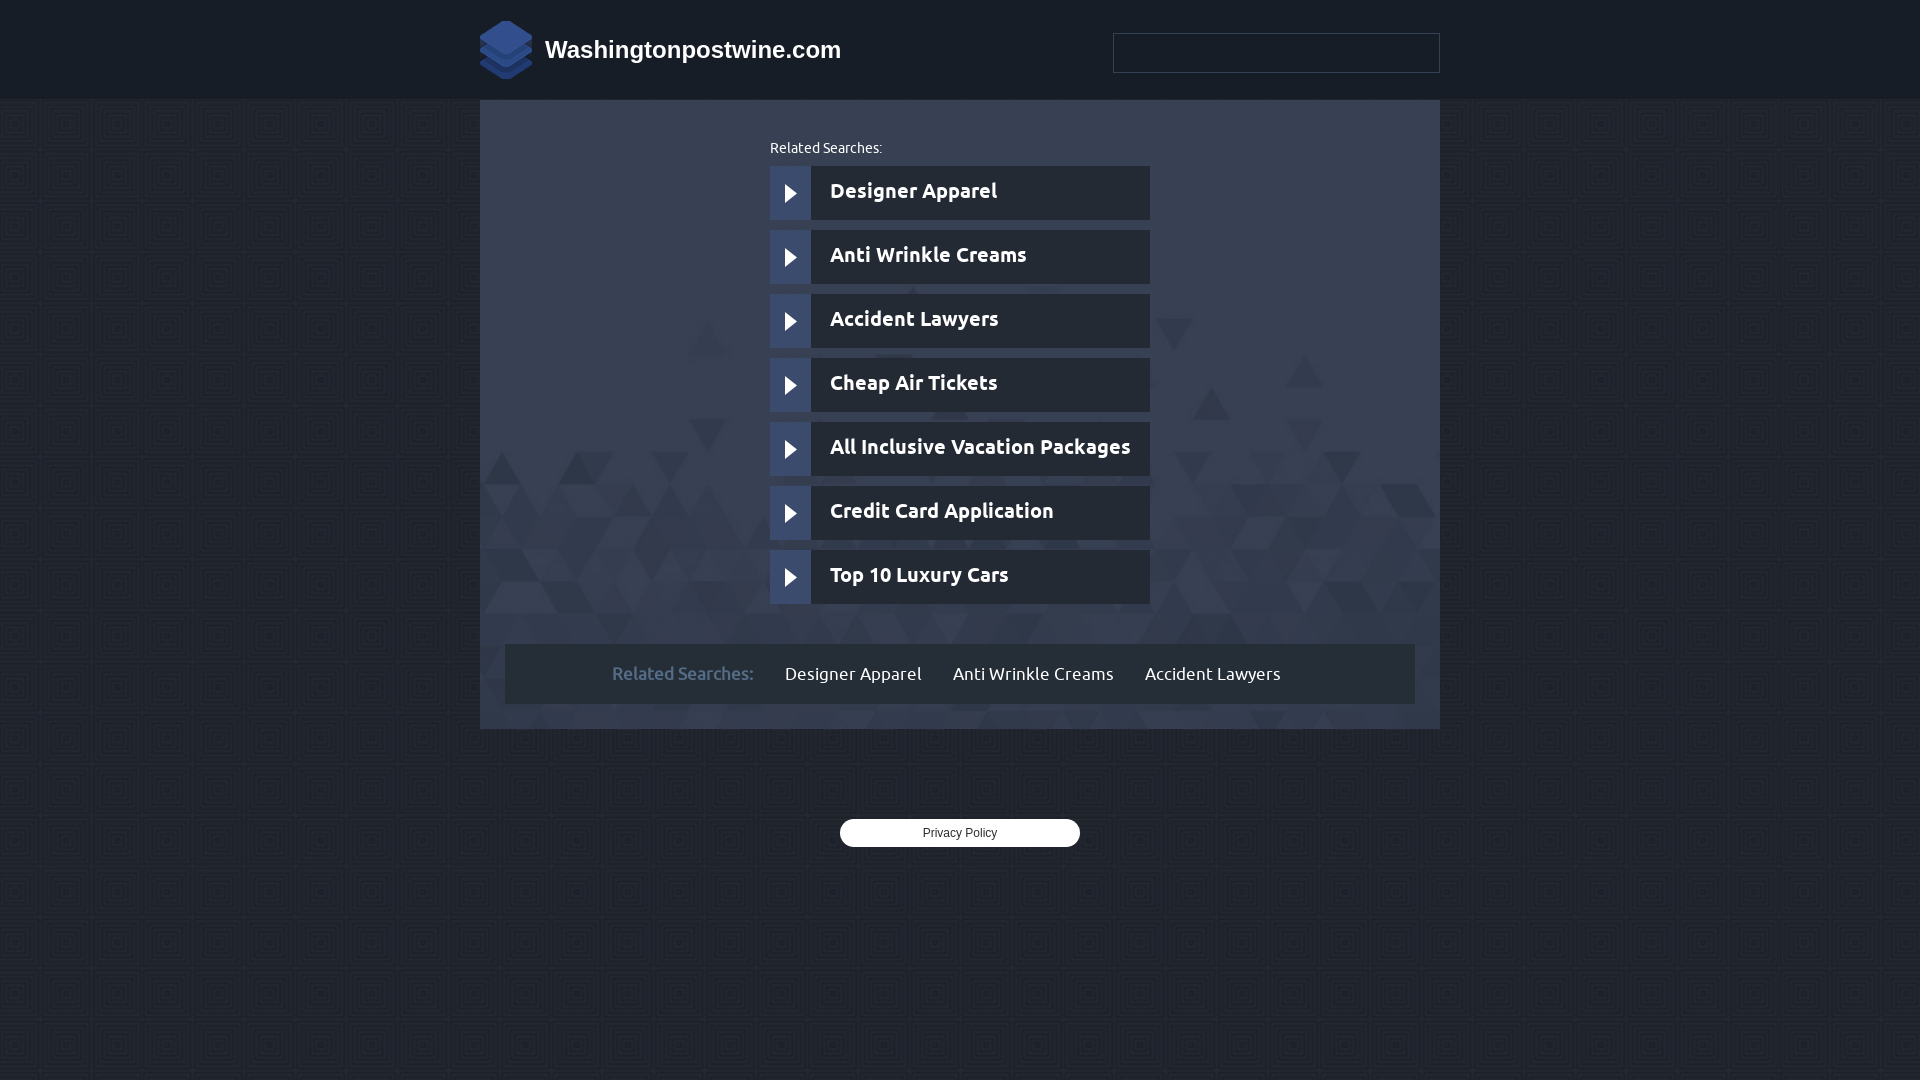 Washingtonpostwine.com
Related Searches:
Designer Apparel
Anti Wrinkle Creams
Accident Lawyers
Cheap Air Tickets
All Inclusive Vacation Packages
Credit Card Application
Top 10 Luxury Cars
Related Searches: Designer Apparel Anti Wrinkle Creams Accident Lawyers
Privacy Policy